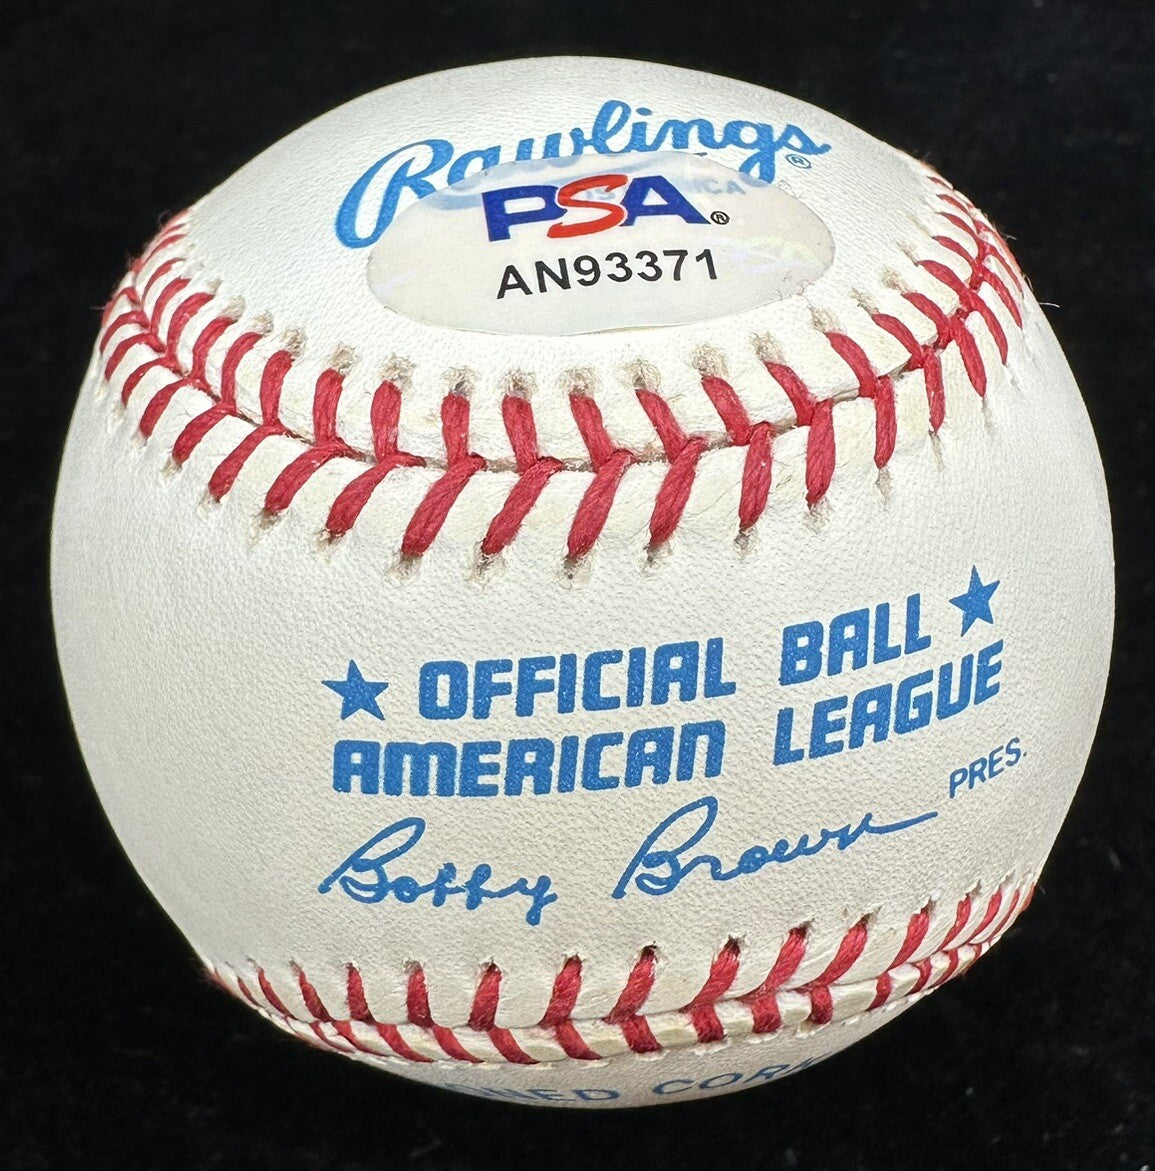 Rawlings®
PSA®
AN93371
★ OFFICIAL BALL ★
AMERICAN LEAGUE
Bobby Brown PRES.